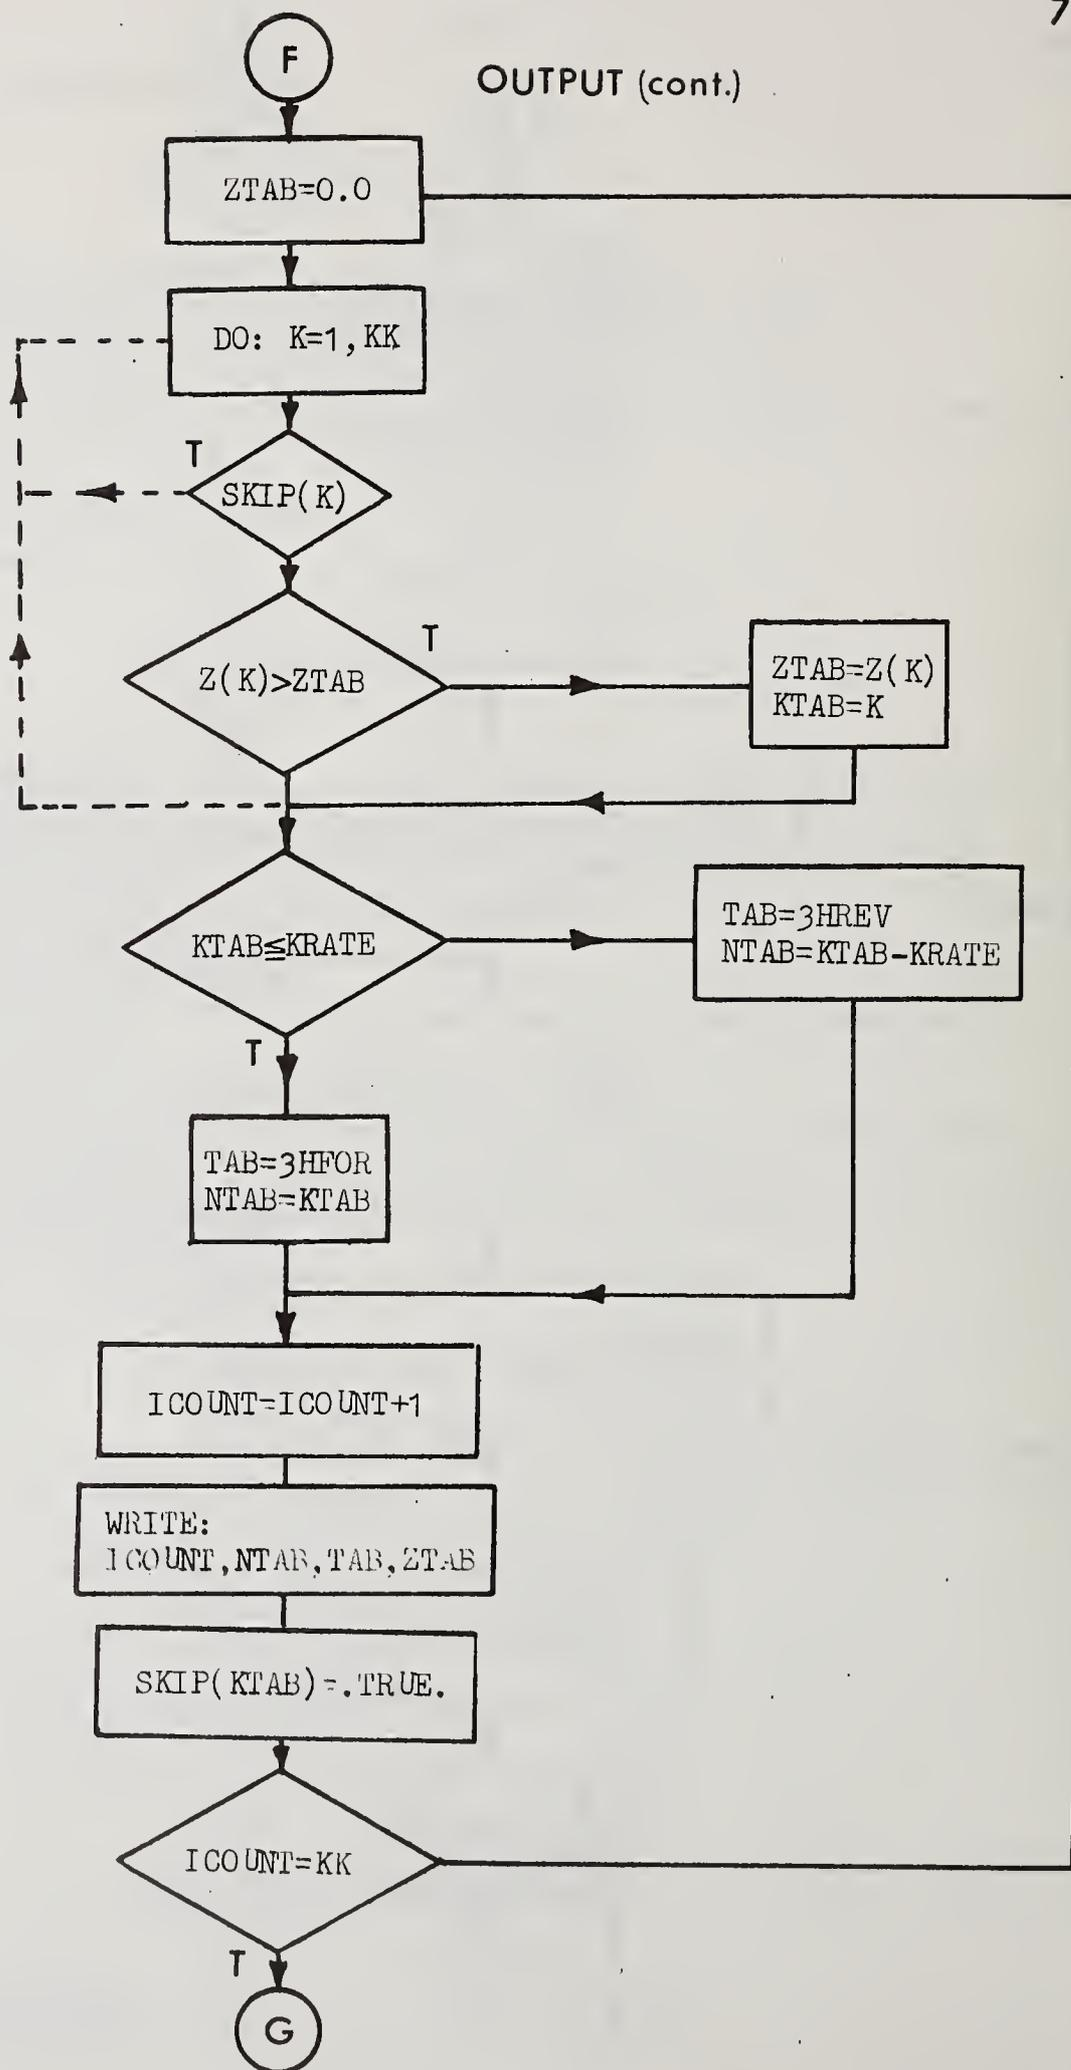 7
F
OUTPUT (cont.)
ZTAB=0.0
DO: K=1,KK
T
SKIP(K)
T
Z(K)>ZTAB
ZTAB=Z(K)
KTAB=K
KTAB≦KRATE
TAB=3HREV
NTAB=KTAB-KRATE
T
TAB=3HFOR
NTAB=KTAB
ICOUNT=ICOUNT+1
WRITE:
ICOUNT,NTAB,TAB,ZTAB
SKIP(KTAB)=.TRUE.
ICOUNT=KK
T
G